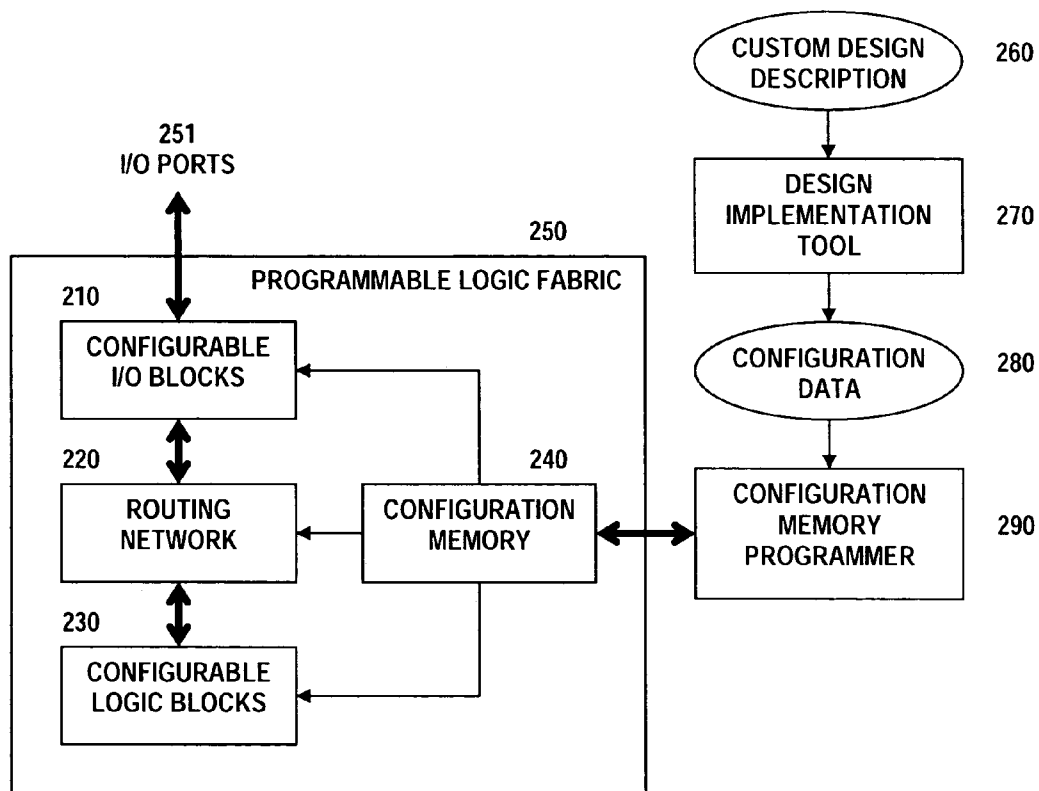 CUSTOM DESIGN
DESCRIPTION
260
251
I/O PORTS
DESIGN
IMPLEMENTATION
TOOL
270
250
PROGRAMMABLE LOGIC FABRIC
210
CONFIGURABLE
I/O BLOCKS
CONFIGURATION
DATA
280
220
ROUTING
NETWORK
240
CONFIGURATION
MEMORY
CONFIGURATION
MEMORY
PROGRAMMER
290
230
CONFIGURABLE
LOGIC BLOCKS